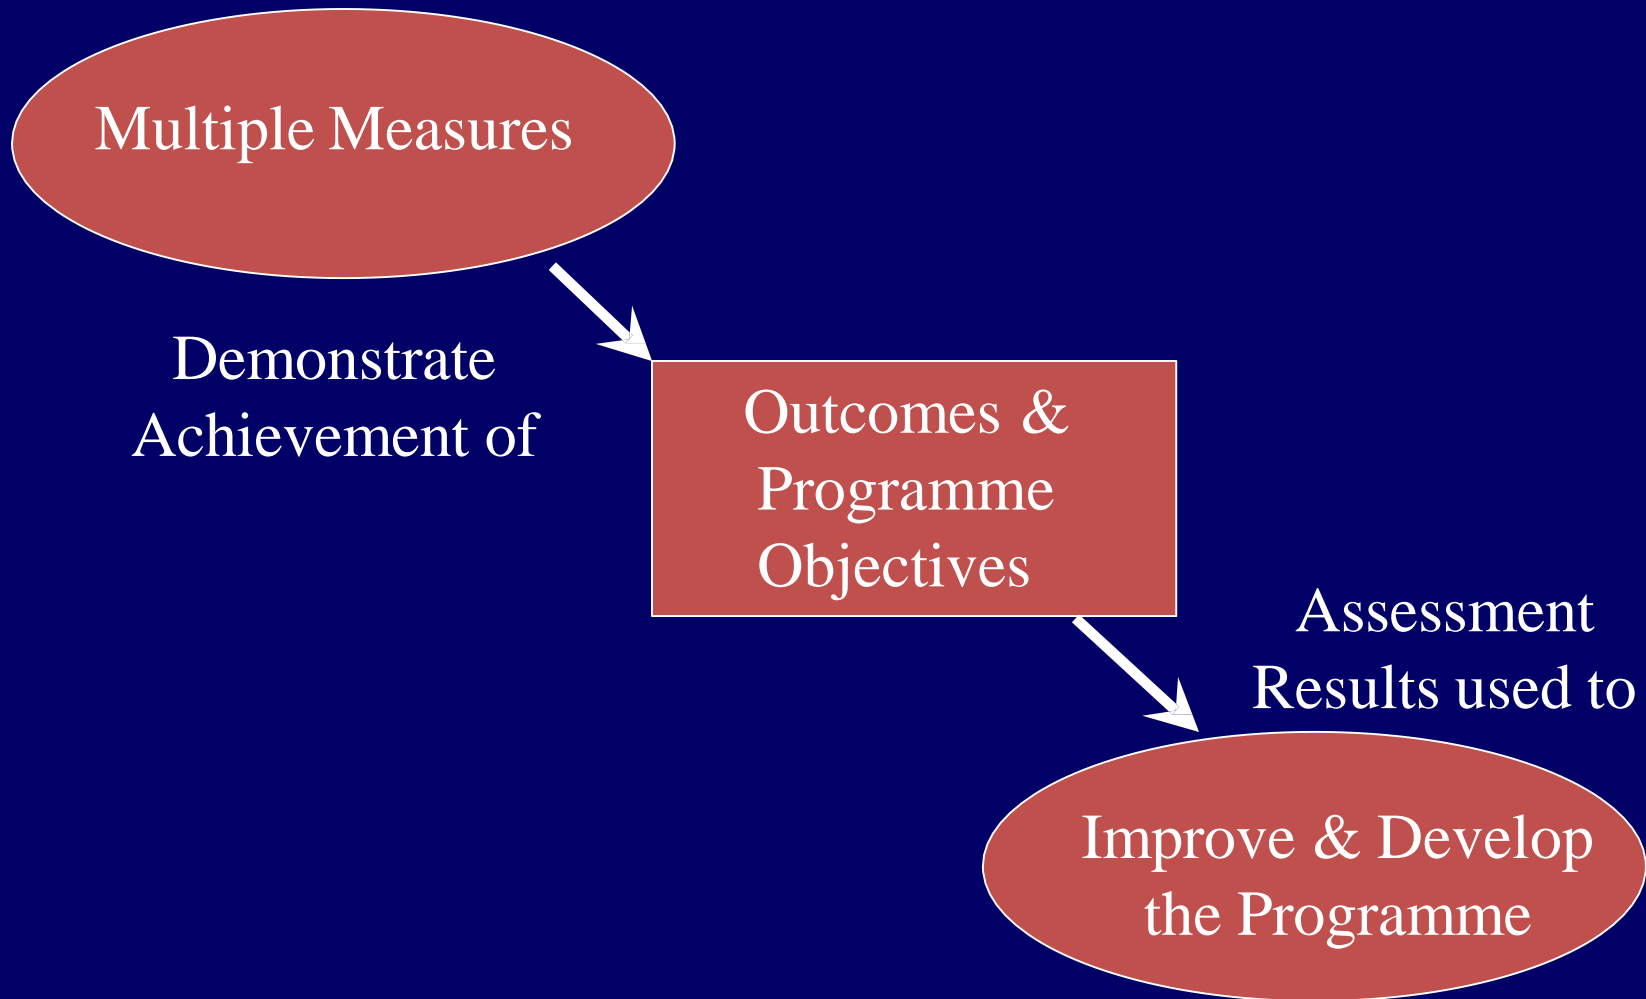 Multiple Measures
Demonstrate
Achievement of
Outcomes &
Programme
Objectives
Assessment
Results used to
Improve & Develop
the Programme